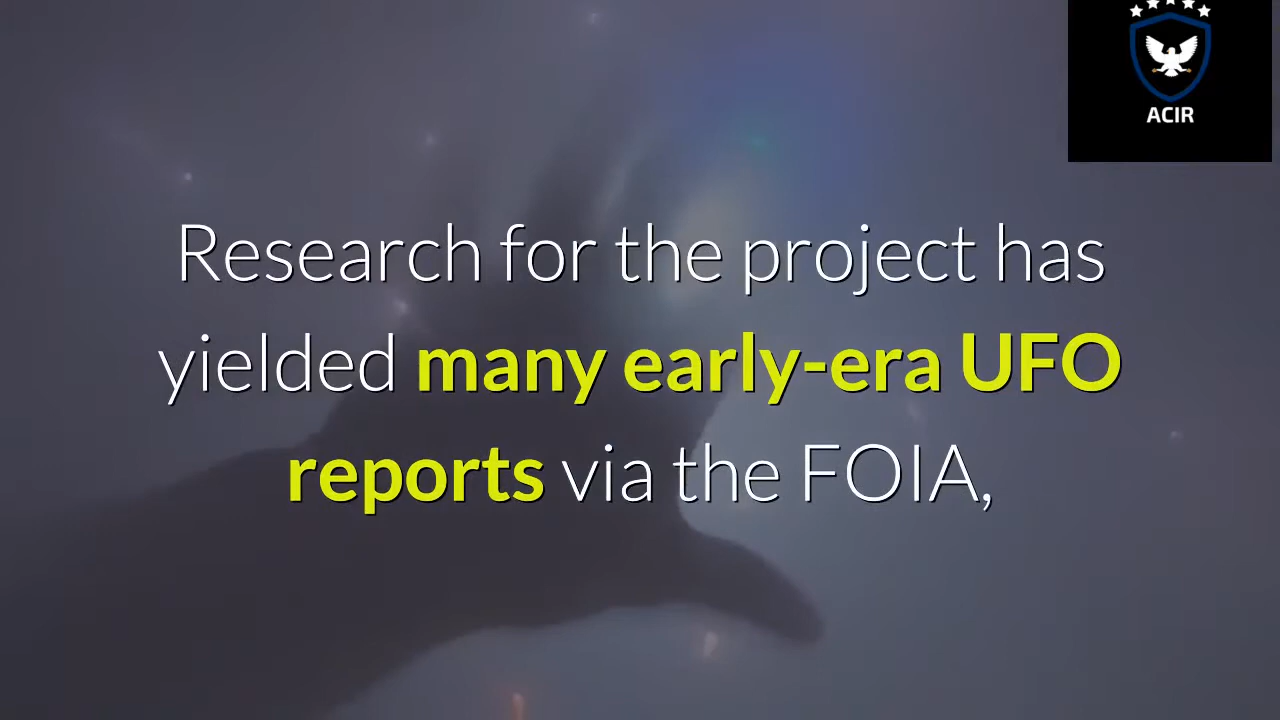 ACIR
Research for the project has
yielded many early-era UFO
reports via the FOIA,